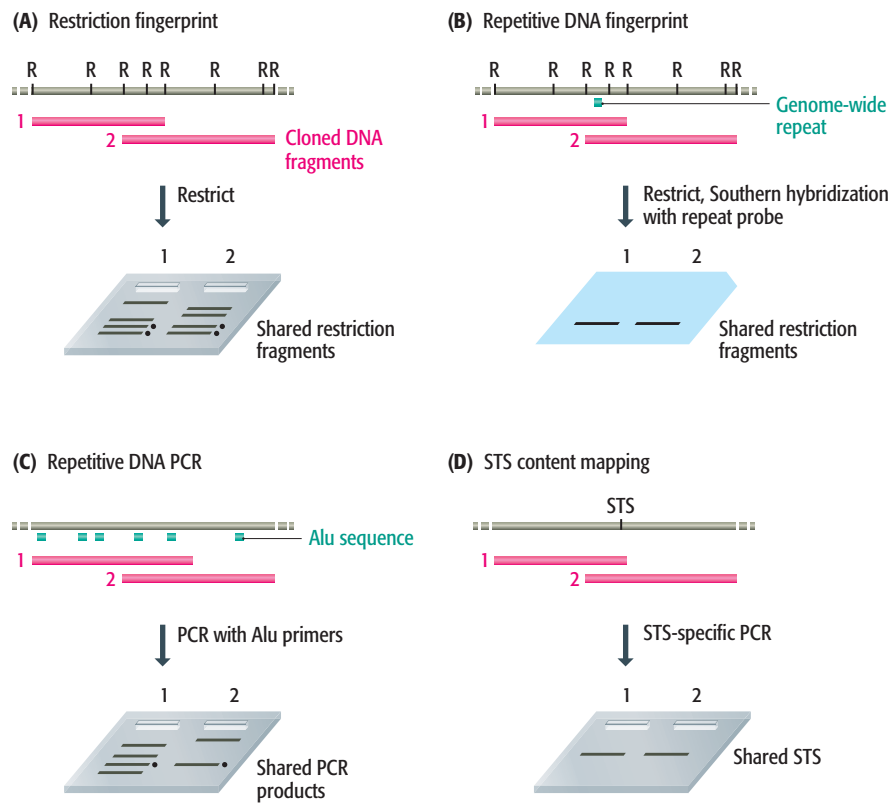 (A) Restriction fingerprint
R R R R R R R R
1
2
Cloned DNA
fragments
Restrict
1 2
Shared restriction
fragments
(B) Repetitive DNA fingerprint
R R R R R R R R
Genome-wide
repeat
1
2
Restrict, Southern hybridization
with repeat probe
1 2
Shared restriction
fragments
(C) Repetitive DNA PCR
Alu sequence
1
2
PCR with Alu primers
1 2
Shared PCR
products
(D) STS content mapping
STS
1
2
STS-specific PCR
1 2
Shared STS